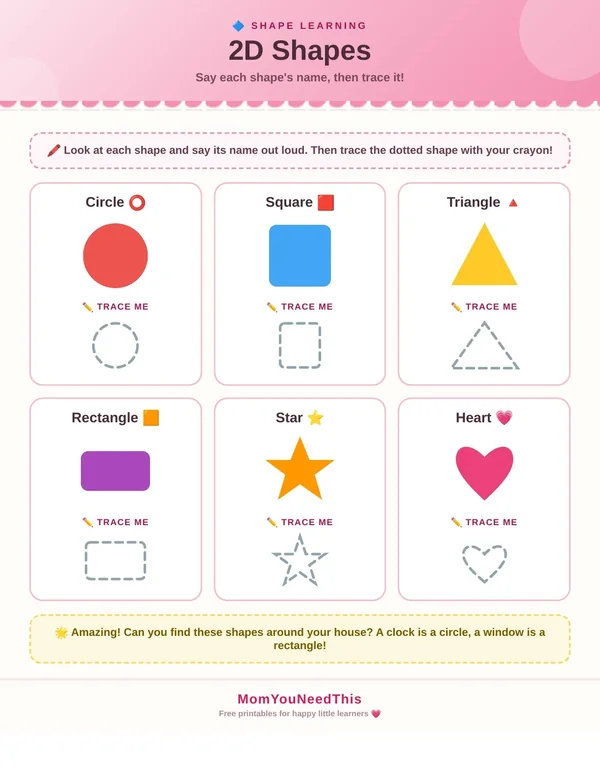 🔷 SHAPE LEARNING
2D Shapes
Say each shape's name, then trace it!
🖍️ Look at each shape and say its name out loud. Then trace the dotted shape with your crayon!
Circle ⭕
Square 🟥
Triangle 🔺
✏️ TRACE ME
✏️ TRACE ME
✏️ TRACE ME
Rectangle 🟧
Star ⭐
Heart 💗
✏️ TRACE ME
✏️ TRACE ME
✏️ TRACE ME
🌟 Amazing! Can you find these shapes around your house? A clock is a circle, a window is a
rectangle!
MomYouNeedThis
Free printables for happy little learners 💗